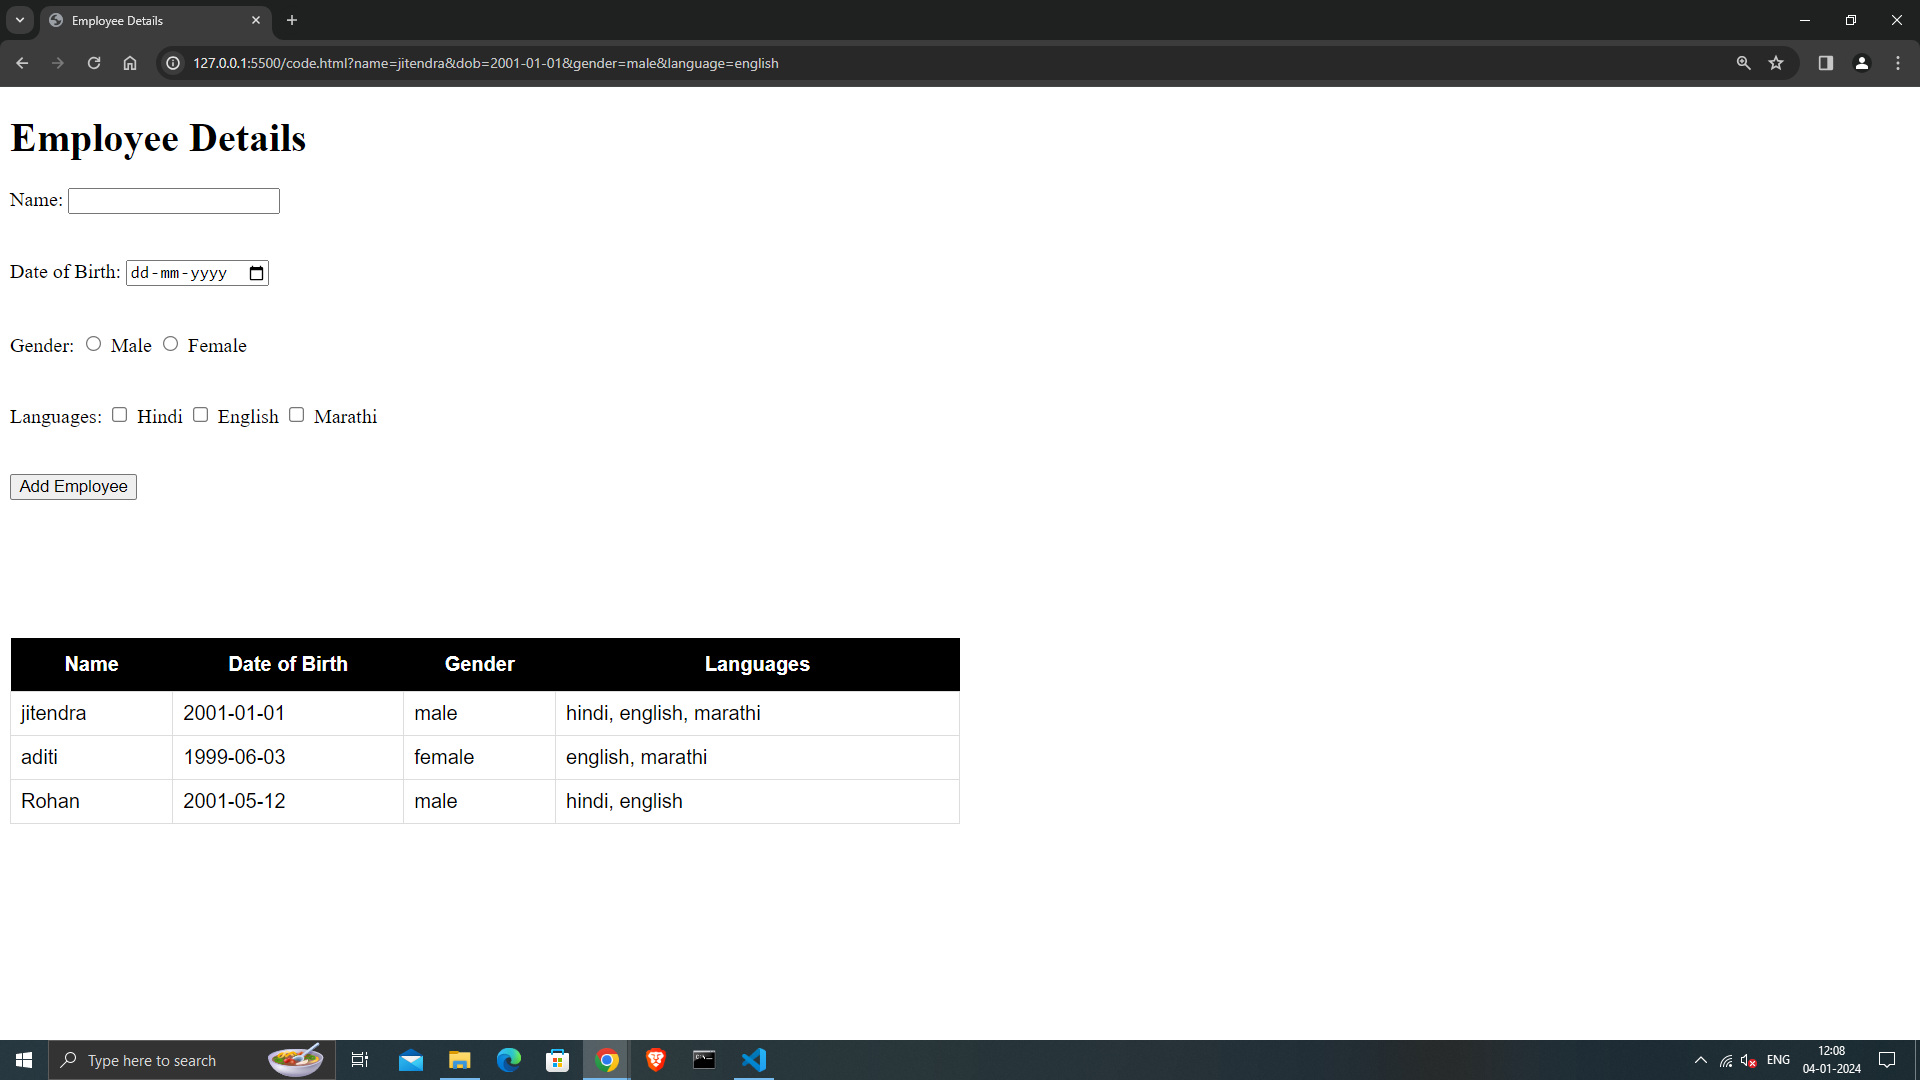 Employee Details
127.0.0.1:5500/code.html?name=jitendra&dob=2001-01-01&gender=male&language=english
Employee Details
Name:
Date of Birth: dd-mm-yyyy
Gender: Male Female
Languages: Hindi English Marathi
Add Employee
Name Date of Birth Gender Languages
jitendra 2001-01-01 male hindi, english, marathi
aditi 1999-06-03 female english, marathi
Rohan 2001-05-12 male hindi, english
Type here to search
ENG
12:08
04-01-2024